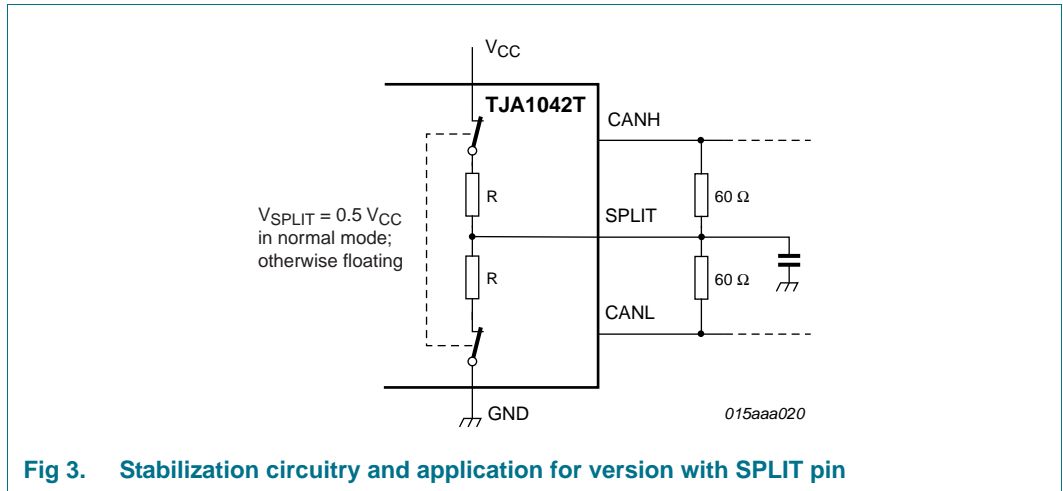 VCC
TJA1042T
CANH
R
60 Ω
VSPLIT = 0.5 VCC
in normal mode;
otherwise floating
SPLIT
R
60 Ω
CANL
GND
015aaa020
Fig 3. Stabilization circuitry and application for version with SPLIT pin